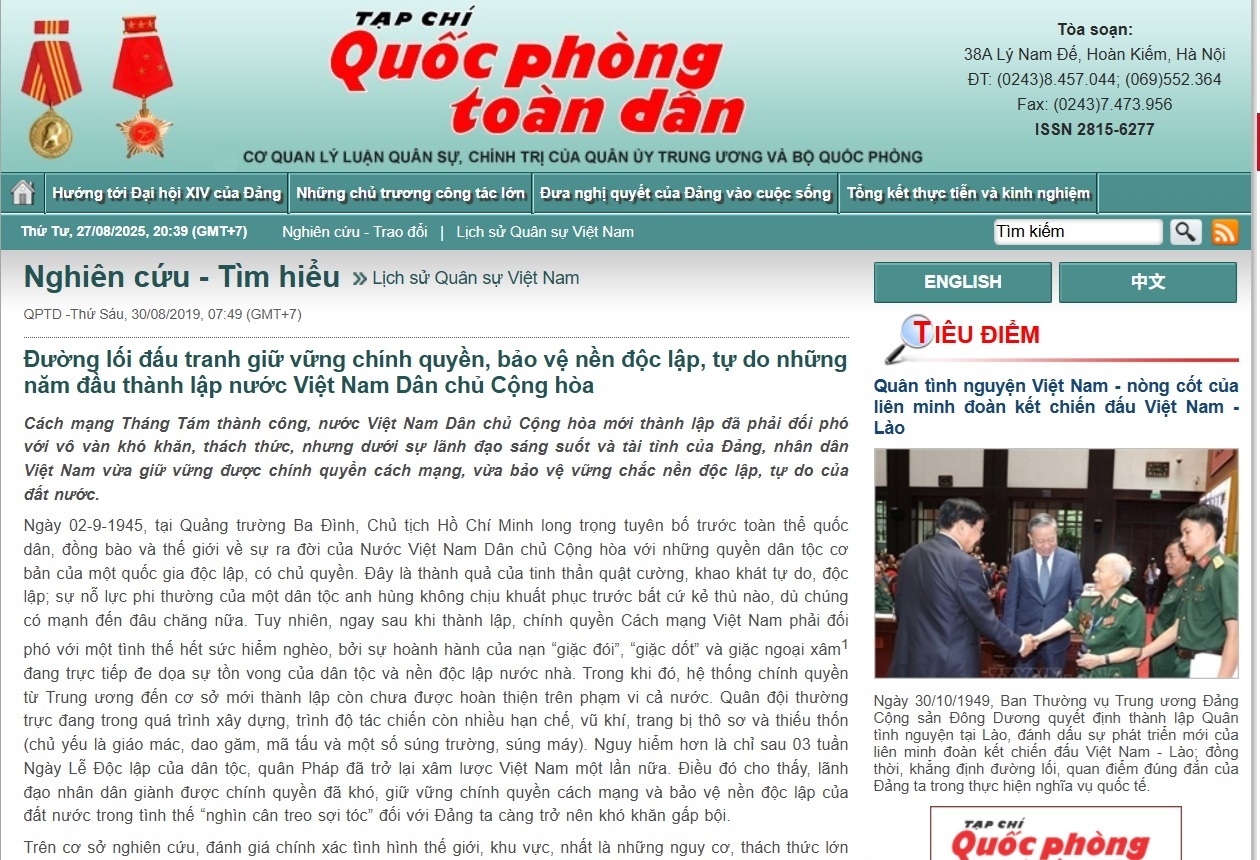 TẠP CHÍ
Quốc phòng
toàn dân
CƠ QUAN LÝ LUẬN QUÂN SỰ, CHÍNH TRỊ CỦA QUÂN ỦY TRUNG ƯƠNG VÀ BỘ QUỐC PHÒNG
Tòa soạn:
38A Lý Nam Đế, Hoàn Kiếm, Hà Nội
ĐT: (0243)8.457.044; (069)552.364
Fax: (0243)7.473.956
ISSN 2815-6277
Hướng tới Đại hội XIV của Đảng
Những chủ trương công tác lớn
Đưa nghị quyết của Đảng vào cuộc sống
Tổng kết thực tiễn và kinh nghiệm
Thứ Tư, 27/08/2025, 20:39 (GMT+7)
Nghiên cứu - Trao đổi | Lịch sử Quân sự Việt Nam
Tìm kiếm
Nghiên cứu - Tìm hiểu » Lịch sử Quân sự Việt Nam
QPTD -Thứ Sáu, 30/08/2019, 07:49 (GMT+7)
Đường lối đấu tranh giữ vững chính quyền, bảo vệ nền độc lập, tự do những
năm đầu thành lập nước Việt Nam Dân chủ Cộng hòa
Cách mạng Tháng Tám thành công, nước Việt Nam Dân chủ Cộng hòa mới thành lập đã phải đối phó
với vô vàn khó khăn, thách thức, nhưng dưới sự lãnh đạo sáng suốt và tài tình của Đảng, nhân dân
Việt Nam vừa giữ vững được chính quyền cách mạng, vừa bảo vệ vững chắc nền độc lập, tự do của
đất nước.
Ngày 02-9-1945, tại Quảng trường Ba Đình, Chủ tịch Hồ Chí Minh long trọng tuyên bố trước toàn thể quốc
dân, đồng bào và thế giới về sự ra đời của Nước Việt Nam Dân chủ Cộng hòa với những quyền dân tộc cơ
bản của một quốc gia độc lập, có chủ quyền. Đây là thành quả của tinh thần quật cường, khao khát tự do, độc
lập; sự nỗ lực phi thường của một dân tộc anh hùng không chịu khuất phục trước bất cứ kẻ thù nào, dù chúng
có mạnh đến đâu chăng nữa. Tuy nhiên, ngay sau khi thành lập, chính quyền Cách mạng Việt Nam phải đối
phó với một tình thế hết sức hiểm nghèo, bởi sự hoành hành của nạn “giặc đói”, “giặc dốt” và giặc ngoại xâm1
đang trực tiếp đe dọa sự tồn vong của dân tộc và nền độc lập nước nhà. Trong khi đó, hệ thống chính quyền
từ Trung ương đến cơ sở mới thành lập còn chưa được hoàn thiện trên phạm vi cả nước. Quân đội thường
trực đang trong quá trình xây dựng, trình độ tác chiến còn nhiều hạn chế, vũ khí, trang bị thô sơ và thiếu thốn
(chủ yếu là giáo mác, dao găm, mã tấu và một số súng trường, súng máy). Nguy hiểm hơn là chỉ sau 03 tuần
Ngày Lễ Độc lập của dân tộc, quân Pháp đã trở lại xâm lược Việt Nam một lần nữa. Điều đó cho thấy, lãnh
đạo nhân dân giành được chính quyền đã khó, giữ vững chính quyền cách mạng và bảo vệ nền độc lập của
đất nước trong tình thế “nghìn cân treo sợi tóc” đối với Đảng ta càng trở nên khó khăn gấp bội.
Trên cơ sở nghiên cứu, đánh giá chính xác tình hình thế giới, khu vực, nhất là những nguy cơ, thách thức lớn
ENGLISH
中文
TIÊU ĐIỂM
Quân tình nguyện Việt Nam - nòng cốt của
liên minh đoàn kết chiến đấu Việt Nam -
Lào
Ngày 30/10/1949, Ban Thường vụ Trung ương Đảng
Cộng sản Đông Dương quyết định thành lập Quân
tình nguyện tại Lào, đánh dấu sự phát triển mới của
liên minh đoàn kết chiến đấu Việt Nam - Lào; đồng
thời, khẳng định đường lối, quan điểm đúng đắn của
Đảng ta trong thực hiện nghĩa vụ quốc tế.
TẠP CHÍ
Quốc phòng